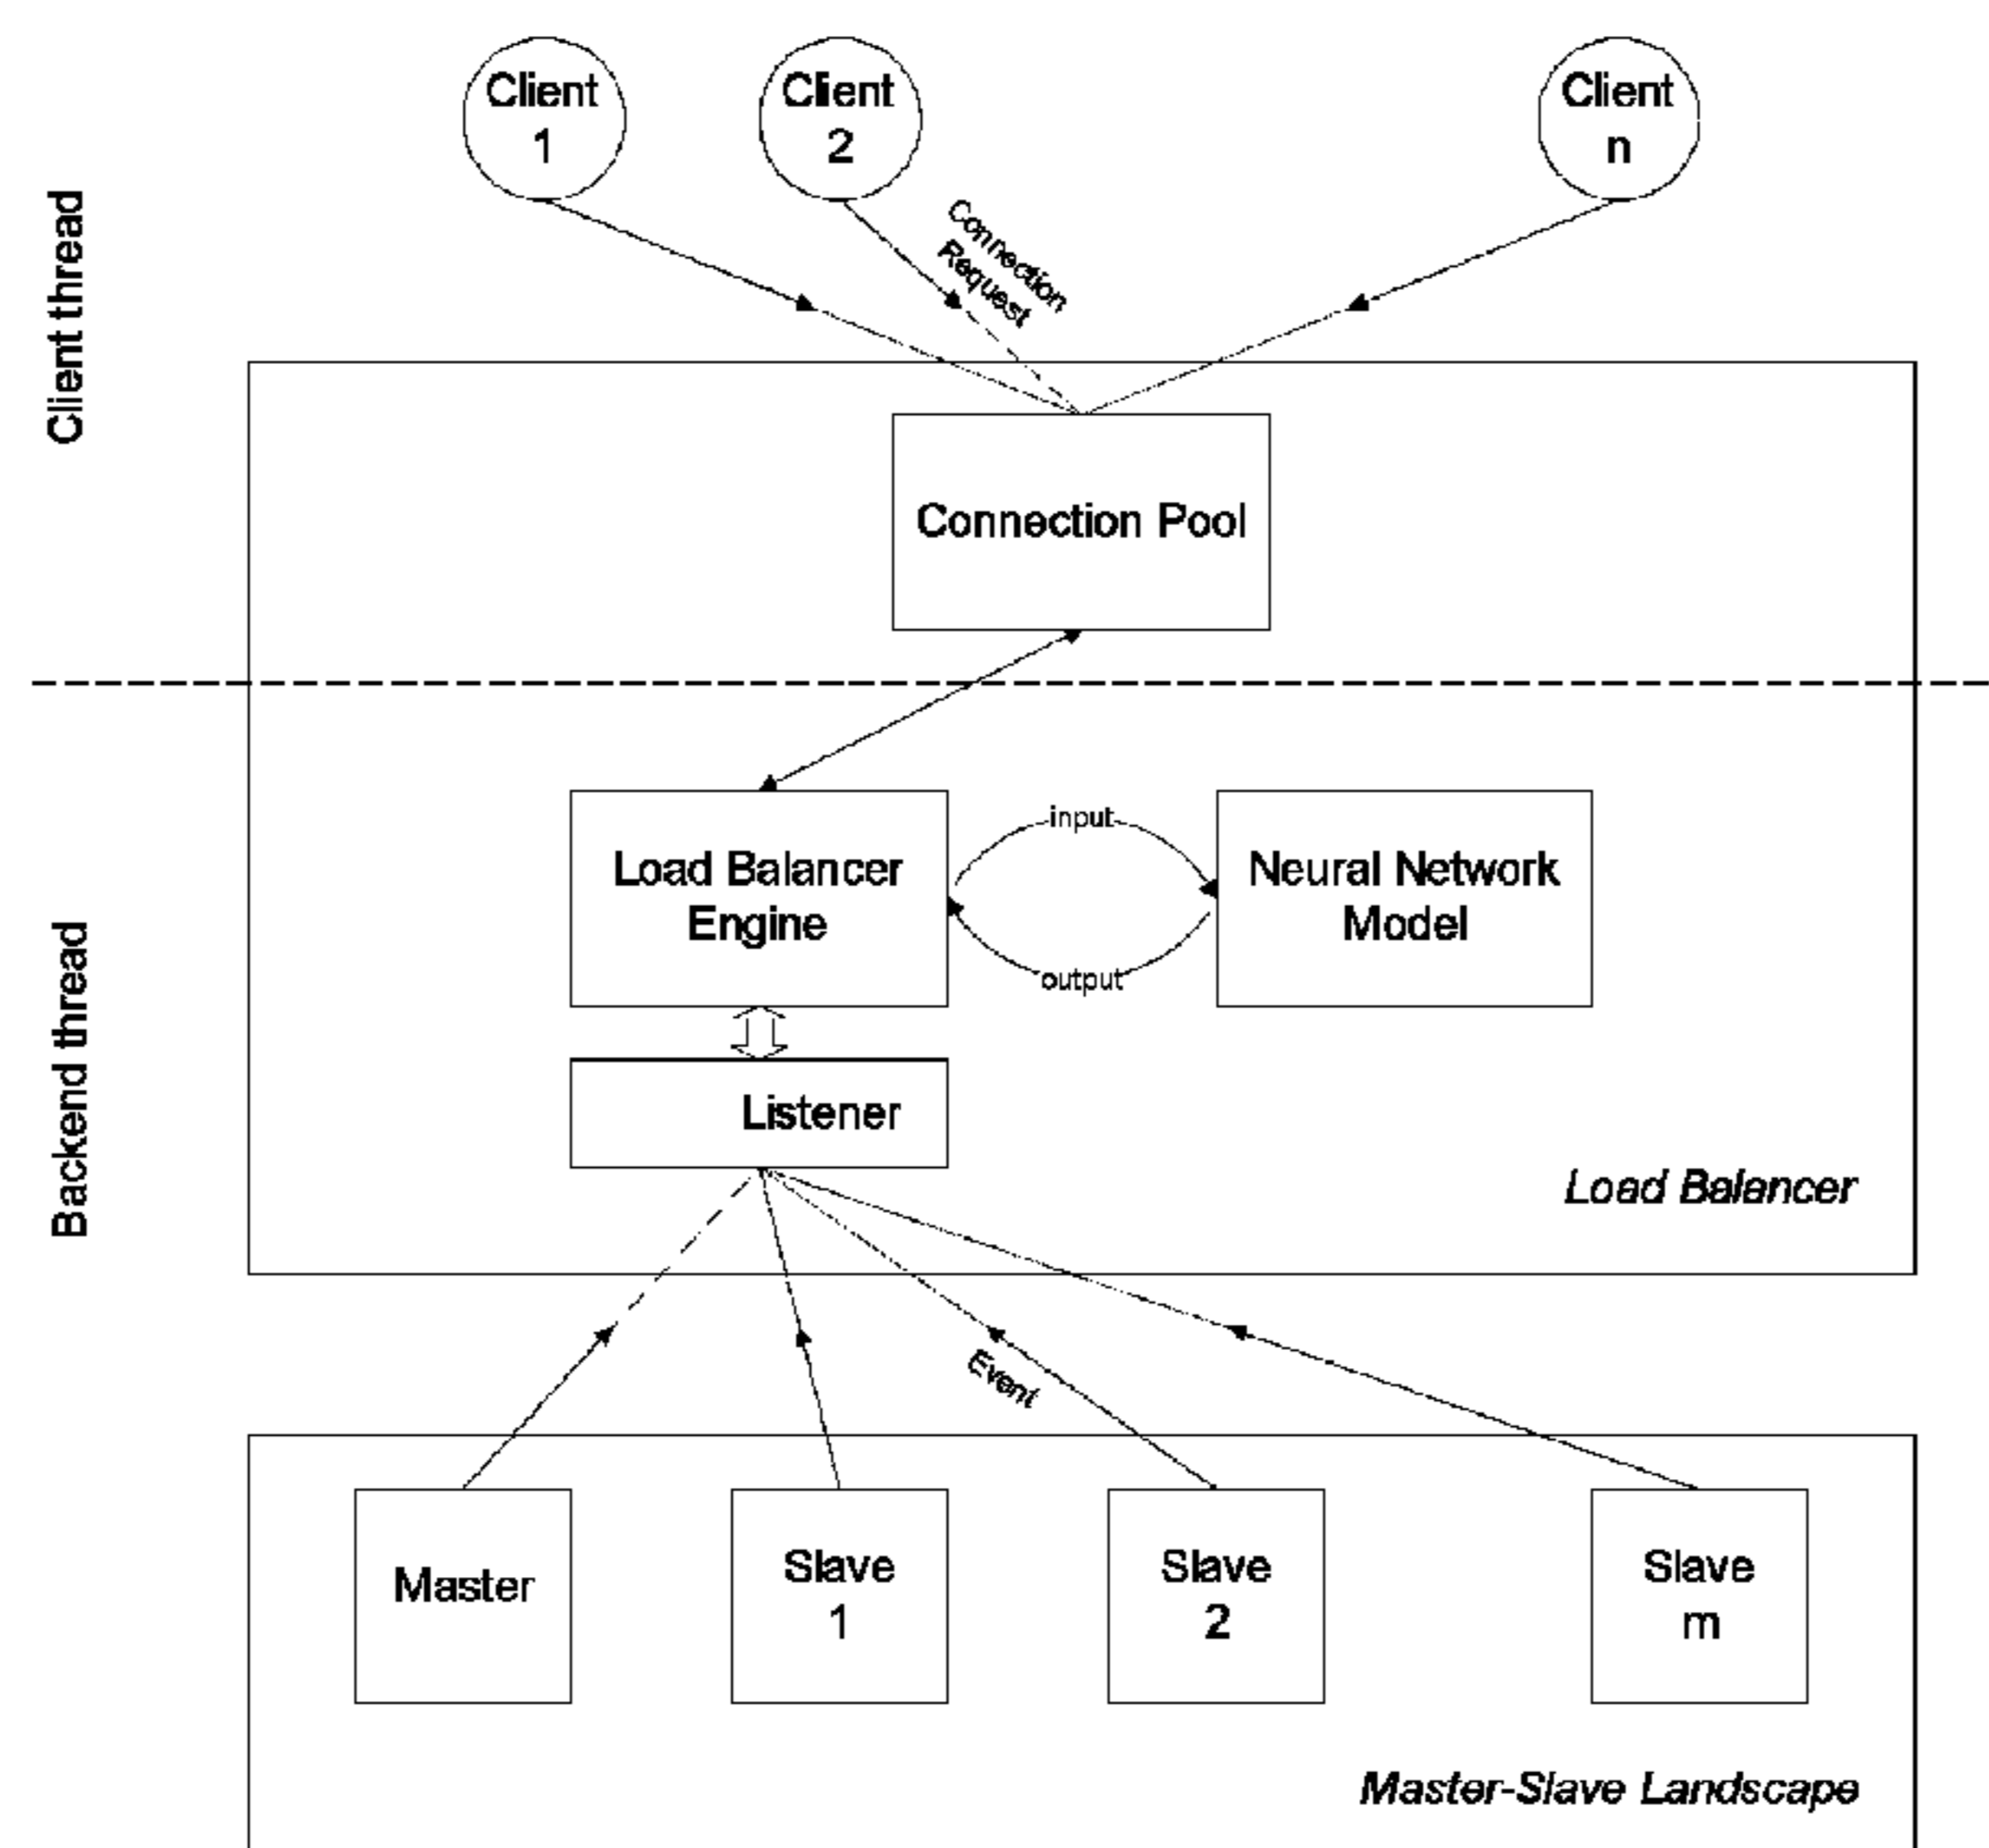 Client
1
Client
2
Client
n
Connection
Request
Client thread
Connection Pool
Load Balancer
Engine
input
output
Neural Network
Model
Backend thread
Listener
Load Balancer
Event
Master
Slave
1
Slave
2
Slave
m
Master-Slave Landscape